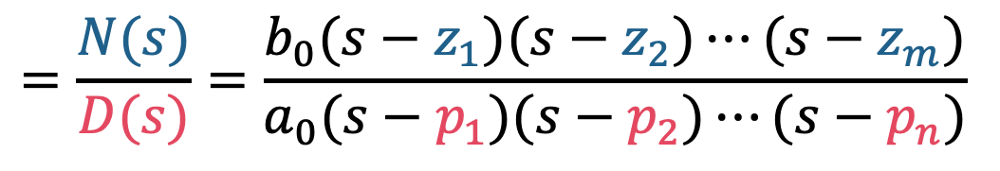 = N(s)/D(s) = b₀(s − z₁)(s − z₂) ⋯ (s − zₘ)/a₀(s − p₁)(s − p₂) ⋯ (s − pₙ)